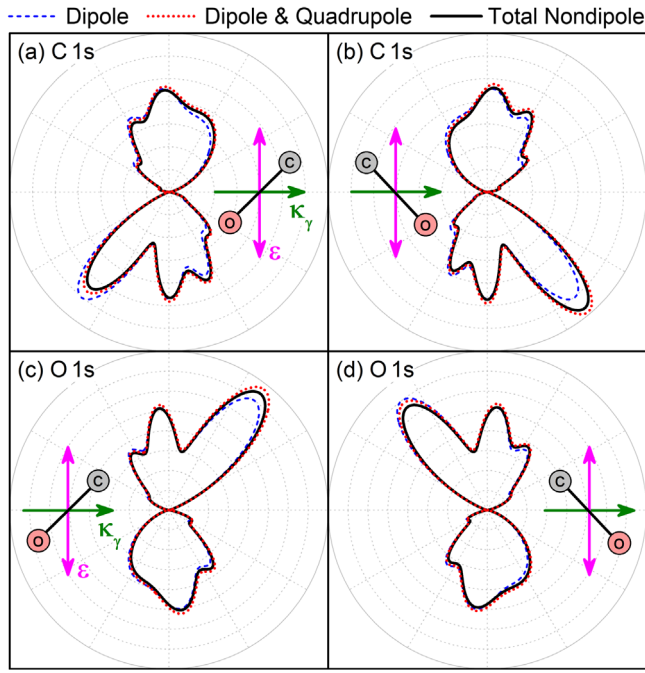 Dipole Dipole & Quadrupole Total Nondipole
(a) C 1s (b) C 1s
C C
O κγ O
ε
(c) O 1s (d) O 1s
C C
O κγ O
ε